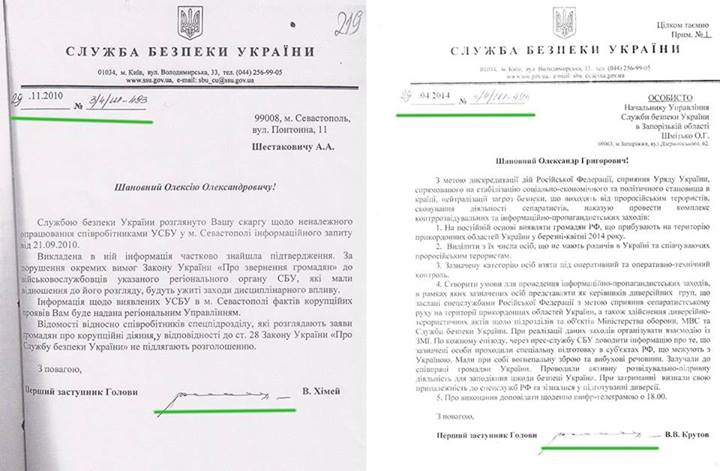 219
СЛУЖБА БЕЗПЕКИ УКРАЇНИ
01034, м. Київ, вул. Володимирська, 33, тел. (044) 256-99-05
www.ssu.gov.ua, e-mail: sbu_cu@sbu.gov.ua
29 .11.2010 № 3/4/ш-493
99008, м. Севастополь,
вул. Понтонна, 11
Шестаковичу А.А.
Шановний Олексію Олександровичу!
Службою безпеки України розглянуто Вашу скаргу щодо неналежного
опрацювання співробітниками УСБУ у м. Севастополі інформаційного запиту
від 21.09.2010.
Викладена в ній інформація частково знайшла підтвердження. За
порушення окремих вимог Закону України «Про звернення громадян» до
військовослужбовців указаного регіонального органу СБУ, які мали
відношення до його розгляду, будуть ужиті заходи дисциплінарного впливу.
Інформація щодо виявлених УСБУ в м. Севастополі фактів корупційних
проявів Вам буде надана регіональним Управлінням.
Відомості відносно співробітників спецпідрозділу, які розглядають заяви
громадян про корупційні діяння, у відповідності до ст. 28 Закону України «Про
Службу безпеки України» не підлягають розголошенню.
З повагою,
Перший заступник Голови В. Хімей
Цілком таємно
Прим. №1
СЛУЖБА БЕЗПЕКИ УКРАЇНИ
01034, м. Київ, вул. Володимирська, 33, тел. (044) 256-99-05
www.ssu.gov.ua, e-mail: sbu_cu@sbu.gov.ua
29 .04 2014 № 3/4/ш-493
ОСОБИСТО
Начальнику Управління
Служби безпеки України
в Запорізькій області
Шмітько О.Г.
69063, м Запоріжжя, вул.Дзержинського, 62.
Шановний Олександр Григорович!
З метою дискредитації дій Російської Федерації, сприяння Уряду України,
спрямованого на стабілізацію соціально-економічного та політичного становища в
країні, нейтралізації загроз безпеки, що виходять від проросійським терористів,
сковування діяльності сепаратистів, наказую провести комплекс
контррозвідувальних та інформаційно-пропагандистських заходів:
1. На постійній основі виявляти громадян РФ, що прибувають на територію
прикордонних областей України у березні-квітні 2014 року.
2. Виділити з їх числа осіб, що не мають родичів в Україні та співчуваючих
проросійським терористам.
3. Зазначену категорію осіб взяти під оперативний та оперативно-технічний
контроль.
4. Створити умови для проведення інформаційно-пропагандистських заходів,
в рамках яких зазначених осіб представляти як керівників диверсійних груп, що
заслані спецслужбами Російської Федерації з метою сприяння сепаратистському
руху на території прикордонних областей України, а також здійснення диверсійно-
терористичних актів щодо підрозділів та об'єктів Міністерства оборони, МВС та
Служби безпеки України. При реалізації даних заходів організувати взаємодію із
ЗМІ. По кожному епізоду, через прес-службу СБУ доводити інформацію про те, що
зазначені особи проходили спеціальну підготовку в суб'єктах РФ, що межують з
Україною. Мали при собі вогнепальну зброю та вибухові речовини. Залучали до
співпраці громадян України. Проводили активну розвідувально-підривну
діяльність для заподіяння шкоди безпеці України. При затриманні визнали свою
приналежність до спецслужб РФ та зізналися у підготуванні диверсії.
5. Про виконання доповідати щоденно шифр-телеграмою о 18.00.
З повагою,
Перший заступник Голови В.В. Крутов